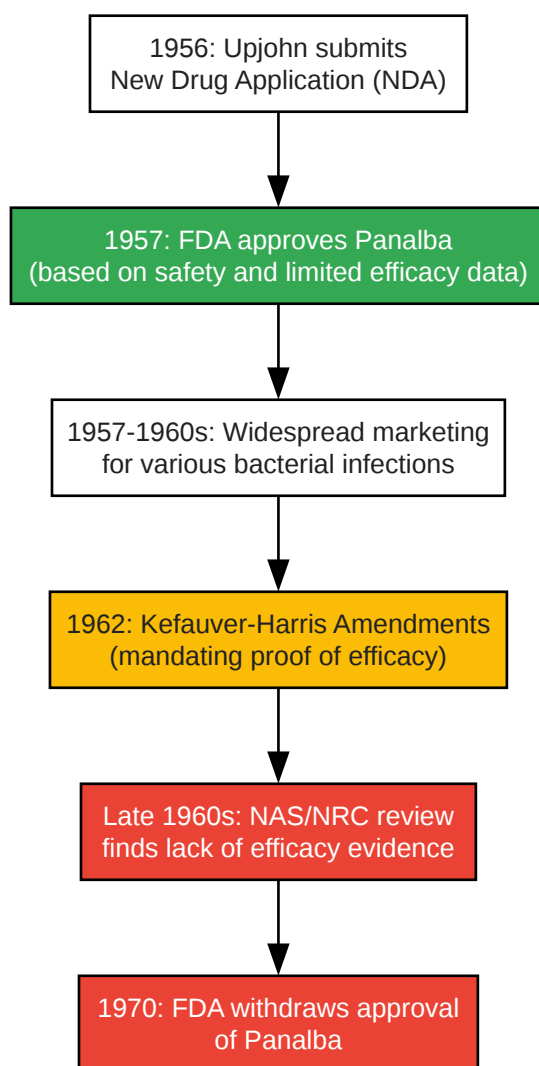 1956: Upjohn submits
New Drug Application (NDA)
1957: FDA approves Panalba
(based on safety and limited efficacy data)
1957-1960s: Widespread marketing
for various bacterial infections
1962: Kefauver-Harris Amendments
(mandating proof of efficacy)
Late 1960s: NAS/NRC review
finds lack of efficacy evidence
1970: FDA withdraws approval
of Panalba